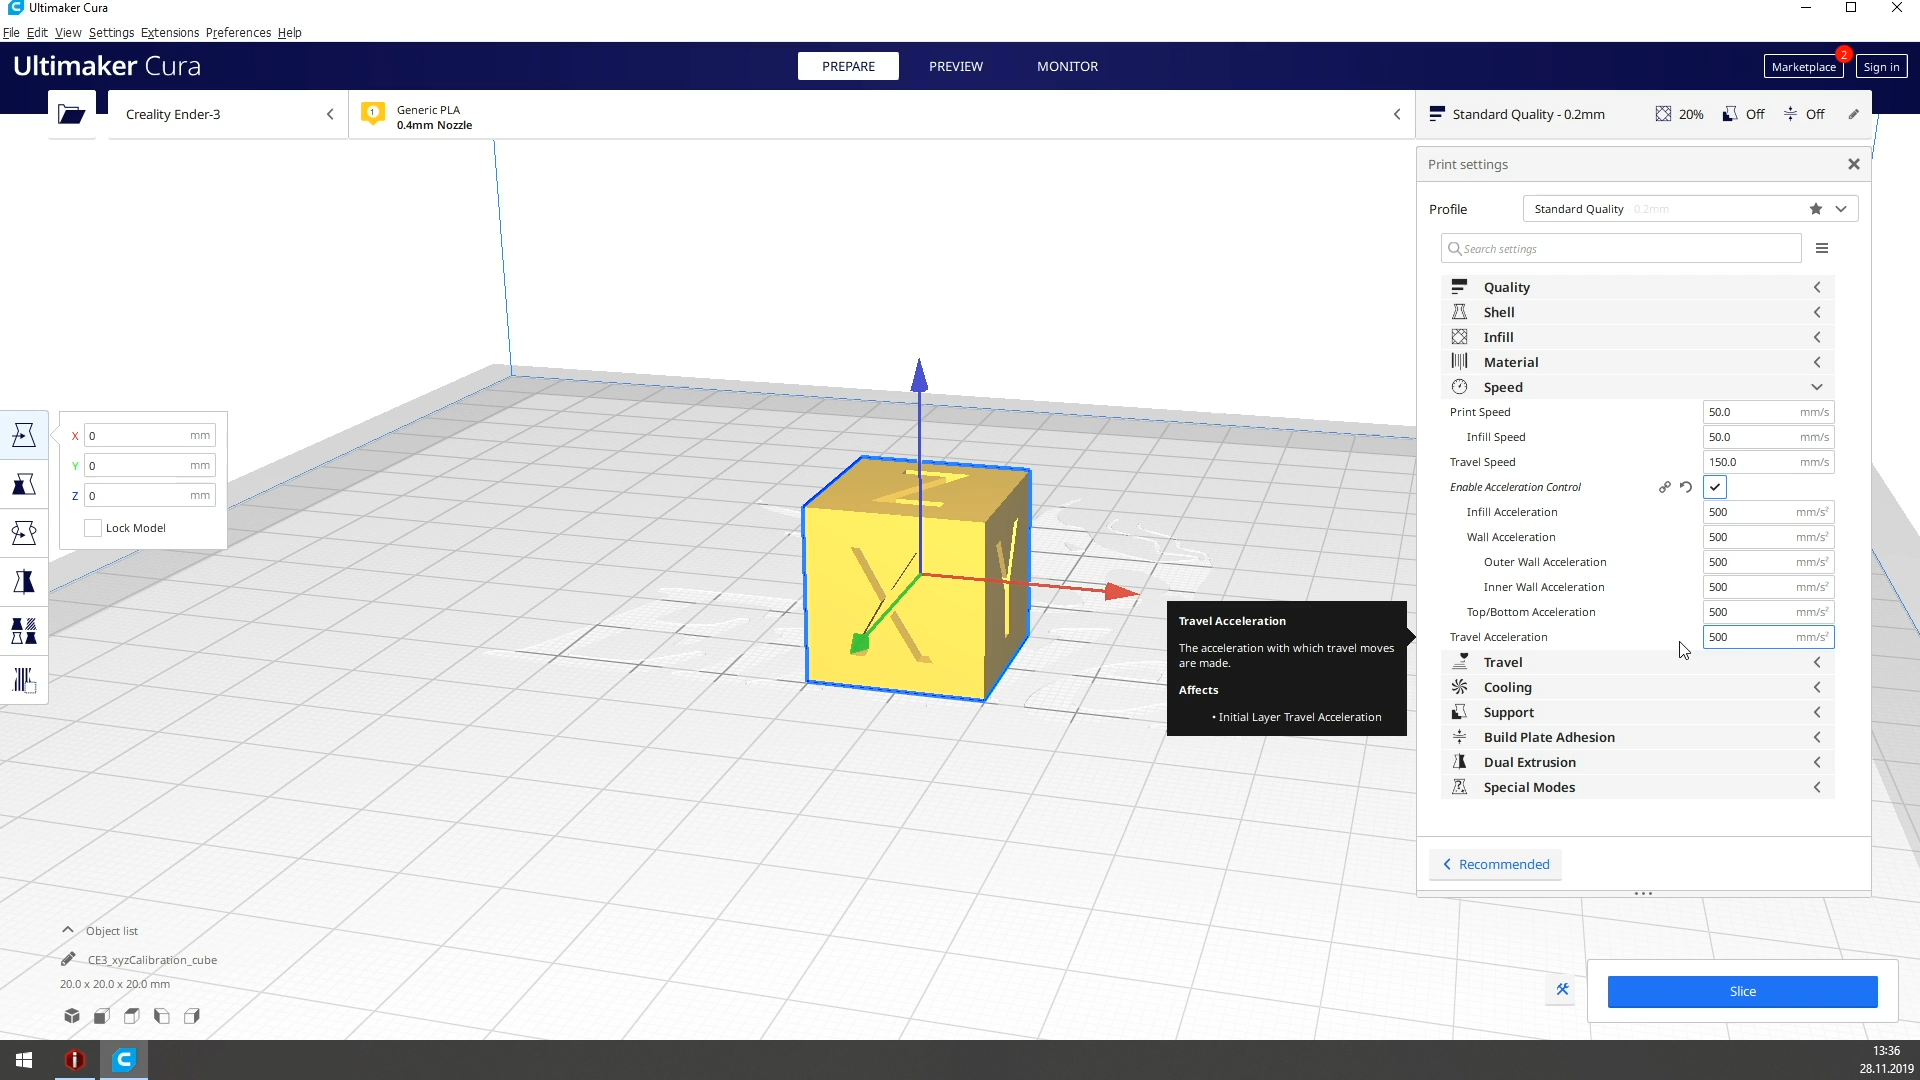 Ultimaker Cura
File Edit View Settings Extensions Preferences Help
Ultimaker Cura
PREPARE
PREVIEW
MONITOR
Marketplace
2
Sign in
Creality Ender-3
1
Generic PLA
0.4mm Nozzle
Standard Quality - 0.2mm
20%
Off
Off
Print settings
Profile
Standard Quality 0.2mm
Search settings
Quality
Shell
Infill
Material
Speed
Print Speed 50.0 mm/s
Infill Speed 50.0 mm/s
Travel Speed 150.0 mm/s
Enable Acceleration Control
Infill Acceleration 500 mm/s²
Wall Acceleration 500 mm/s²
Outer Wall Acceleration 500 mm/s²
Inner Wall Acceleration 500 mm/s²
Top/Bottom Acceleration 500 mm/s²
Travel Acceleration 500 mm/s²
Travel
Cooling
Support
Build Plate Adhesion
Dual Extrusion
Special Modes
Recommended
X 0 mm
Y 0 mm
Z 0 mm
Lock Model
Z
X
Y
Travel Acceleration
The acceleration with which travel moves
are made.
Affects
• Initial Layer Travel Acceleration
Object list
CE3_xyzCalibration_cube
20.0 x 20.0 x 20.0 mm
Slice
13:36
28.11.2019